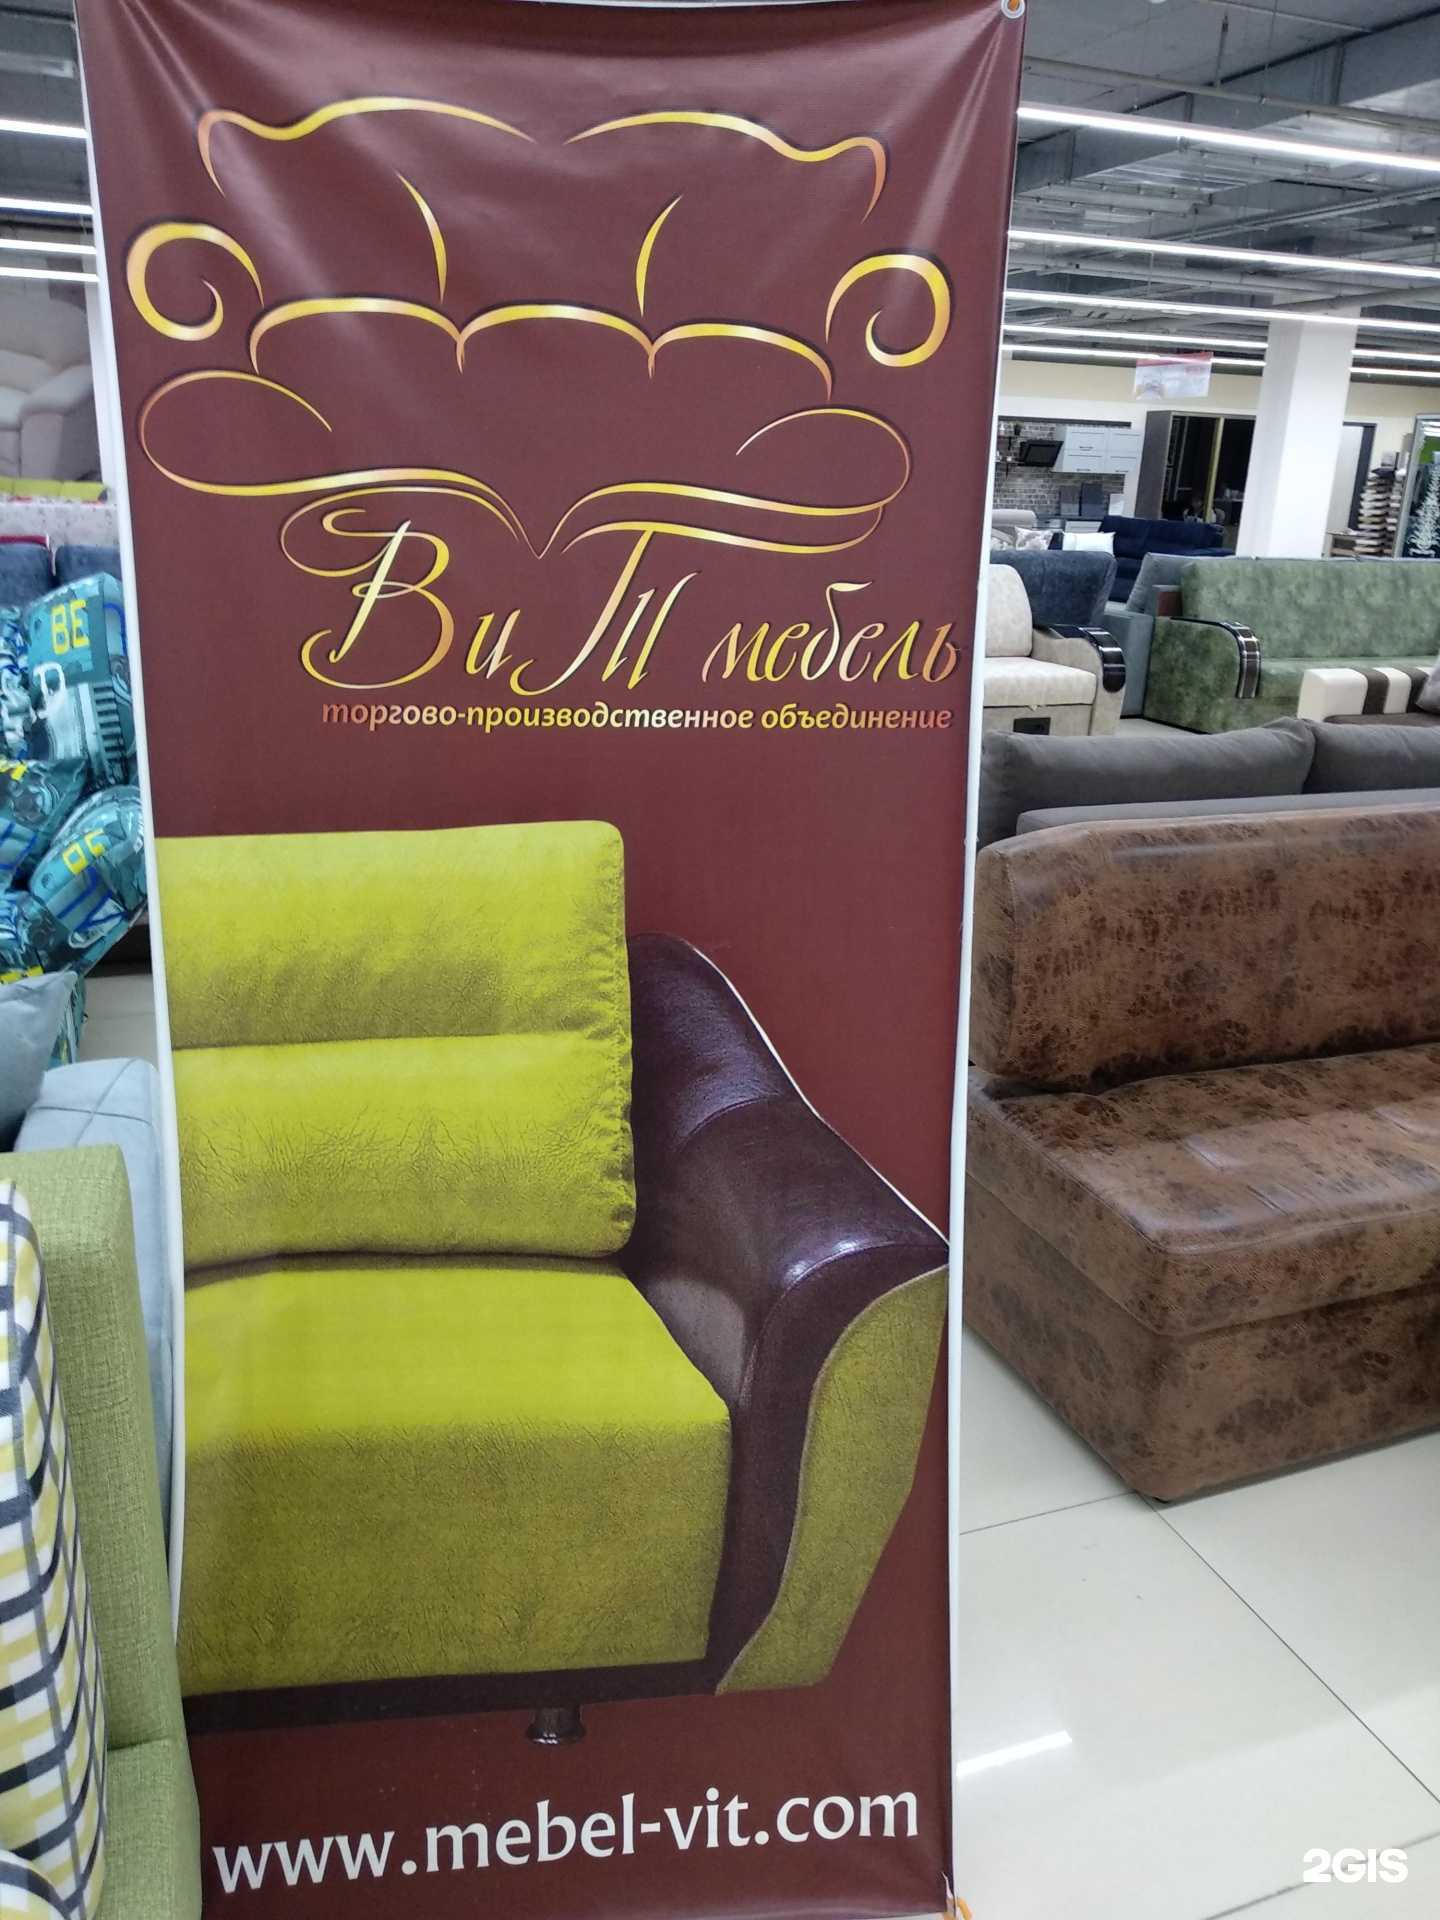 ВиТ мебель
торгово-производственное объединение
www.mebel-vit.com
2GIS